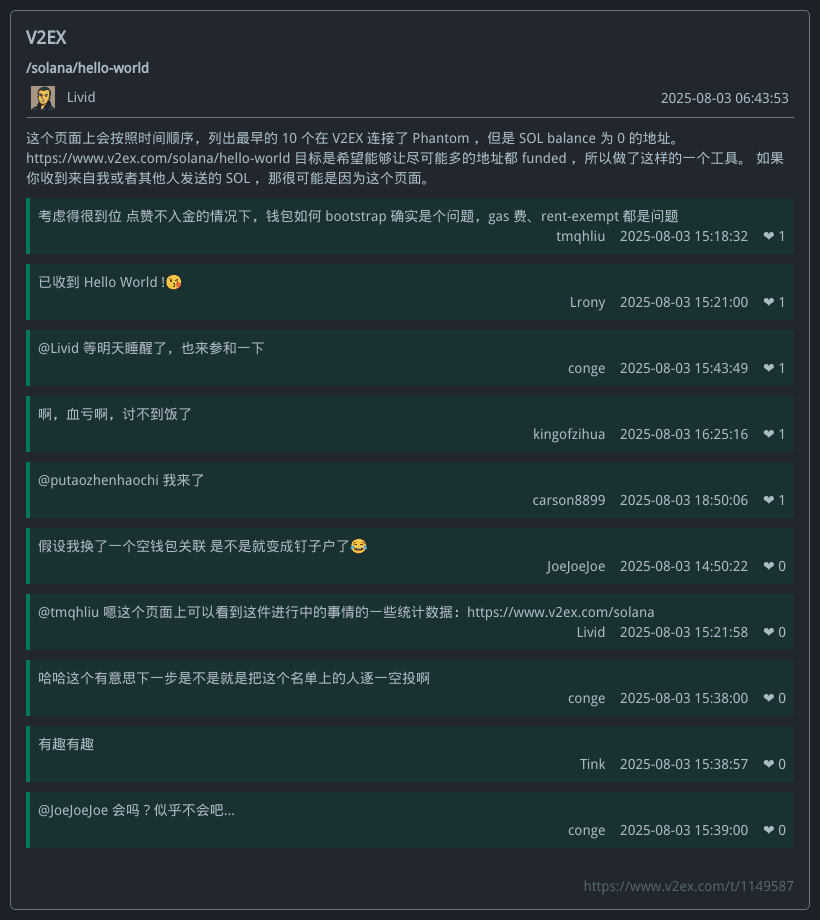 V2EX
/solana/hello-world
Livid 2025-08-03 06:43:53
这个页面上会按照时间顺序，列出最早的 10 个在 V2EX 连接了 Phantom ，但是 SOL balance 为 0 的地址。
https://www.v2ex.com/solana/hello-world 目标是希望能够让尽可能多的地址都 funded ，所以做了这样的一个工具。 如果
你收到来自我或者其他人发送的 SOL ，那很可能是因为这个页面。
考虑得很到位 点赞不入金的情况下，钱包如何 bootstrap 确实是个问题，gas 费、rent-exempt 都是问题
tmqhliu 2025-08-03 15:18:32 ❤ 1
已收到 Hello World !😘
Lrony 2025-08-03 15:21:00 ❤ 1
@Livid 等明天睡醒了，也来参和一下
conge 2025-08-03 15:43:49 ❤ 1
啊，血亏啊，讨不到饭了
kingofzihua 2025-08-03 16:25:16 ❤ 1
@putaozhenhaochi 我来了
carson8899 2025-08-03 18:50:06 ❤ 1
假设我换了一个空钱包关联 是不是就变成钉子户了😂
JoeJoeJoe 2025-08-03 14:50:22 ❤ 0
@tmqhliu 嗯这个页面上可以看到这件进行中的事情的一些统计数据：https://www.v2ex.com/solana
Livid 2025-08-03 15:21:58 ❤ 0
哈哈这个有意思下一步是不是就是把这个名单上的人逐一空投啊
conge 2025-08-03 15:38:00 ❤ 0
有趣有趣
Tink 2025-08-03 15:38:57 ❤ 0
@JoeJoeJoe 会吗？似乎不会吧...
conge 2025-08-03 15:39:00 ❤ 0
https://www.v2ex.com/t/1149587